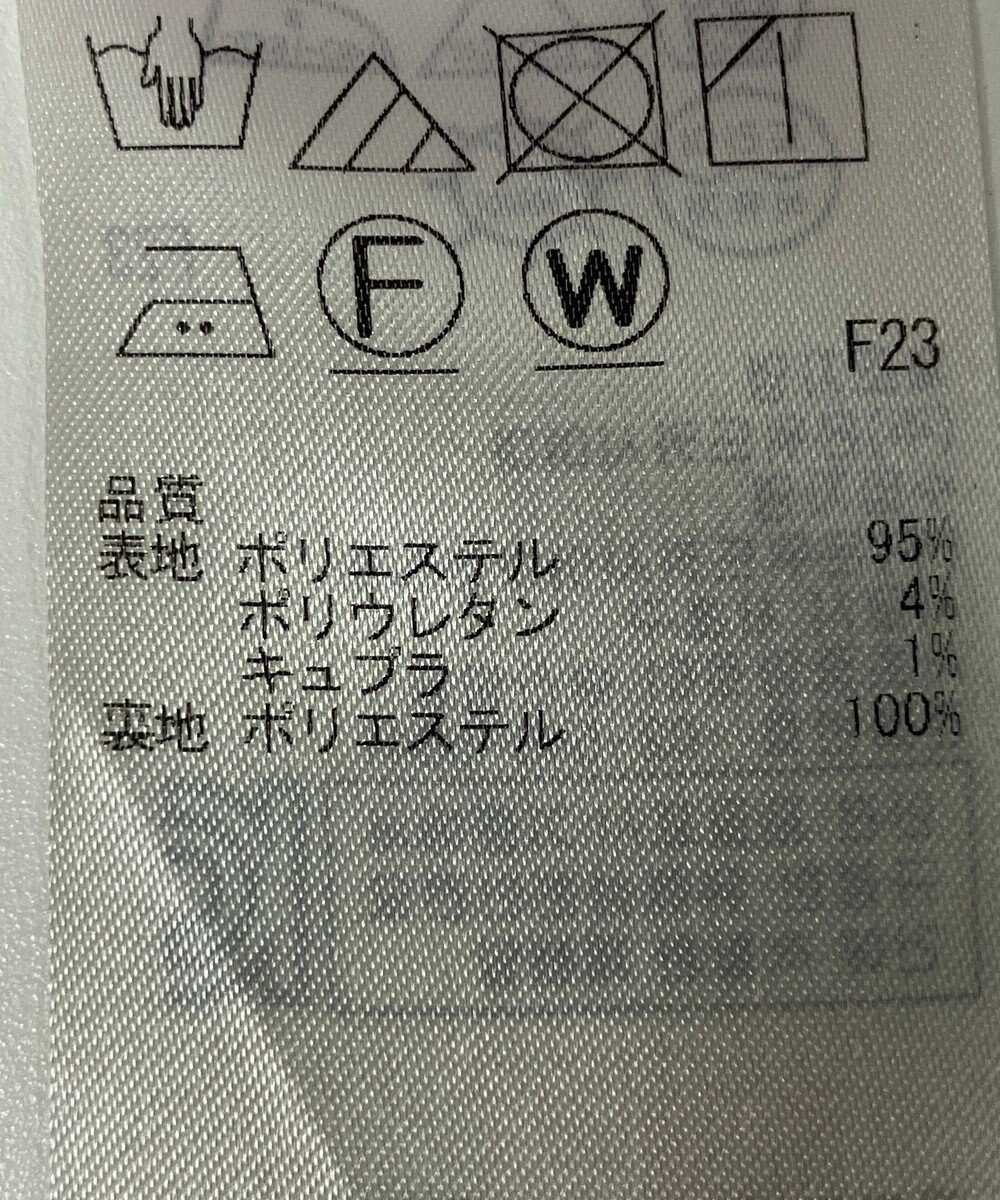 F
W
F23
品質
表地 ポリエステル 95%
ポリウレタン 4%
キュプラ 1%
裏地 ポリエステル 100%